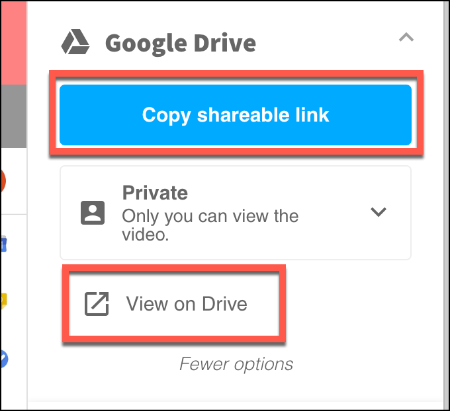 Google Drive
Copy shareable link
Private
Only you can view the
video.
View on Drive
Fewer options